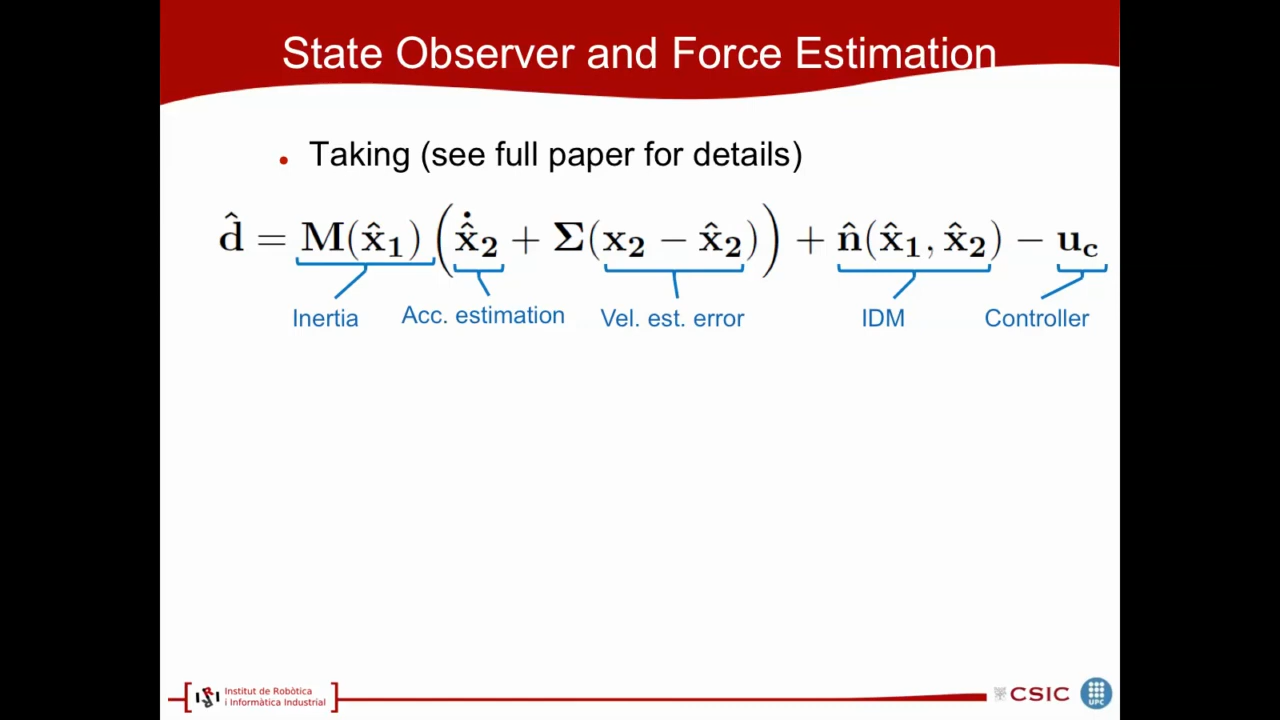 State Observer and Force Estimation
• Taking (see full paper for details)
d̂ = M(x̂₁) (x̂̇₂ + Σ(x₂ − x̂₂)) + n̂(x̂₁, x̂₂) − u_c
Inertia Acc. estimation Vel. est. error IDM Controller
Institut de Robòtica
i Informàtica Industrial
CSIC
UPC